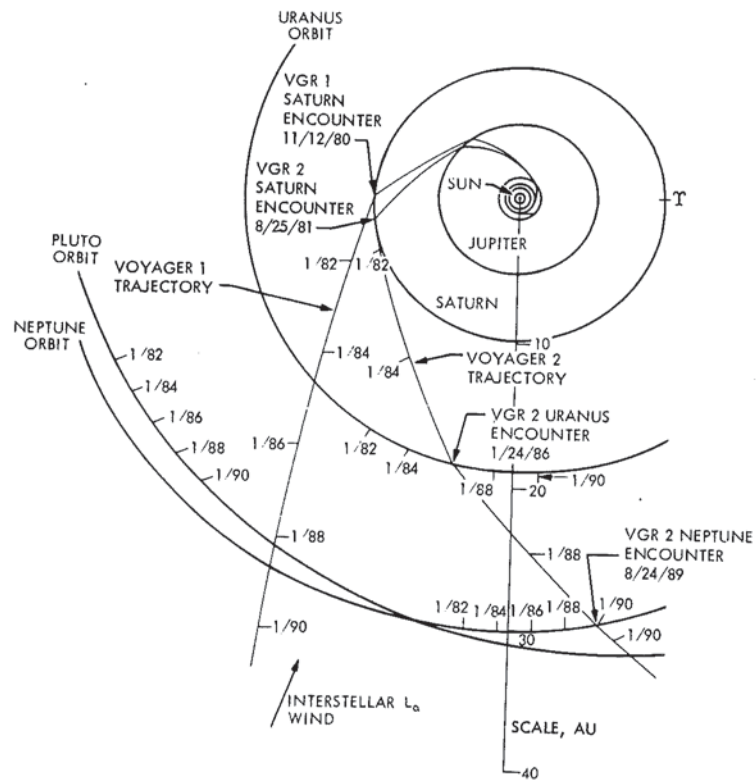 URANUS
ORBIT
VGR 1
SATURN
ENCOUNTER
11/12/80
VGR 2
SATURN
ENCOUNTER
8/25/81
SUN
ϒ
JUPITER
SATURN
PLUTO
ORBIT
VOYAGER 1
TRAJECTORY
1/82
1/82
NEPTUNE
ORBIT
10
1/84
1/84
VOYAGER 2
TRAJECTORY
1/82
1/84
1/86
1/88
1/90
1/86
1/82
1/84
VGR 2 URANUS
ENCOUNTER
1/24/86
1/88
20
1/90
1/88
1/88
VGR 2 NEPTUNE
ENCOUNTER
8/24/89
1/82
1/84
1/86
1/88
1/90
1/90
30
1/90
INTERSTELLAR Lα
WIND
SCALE, AU
40